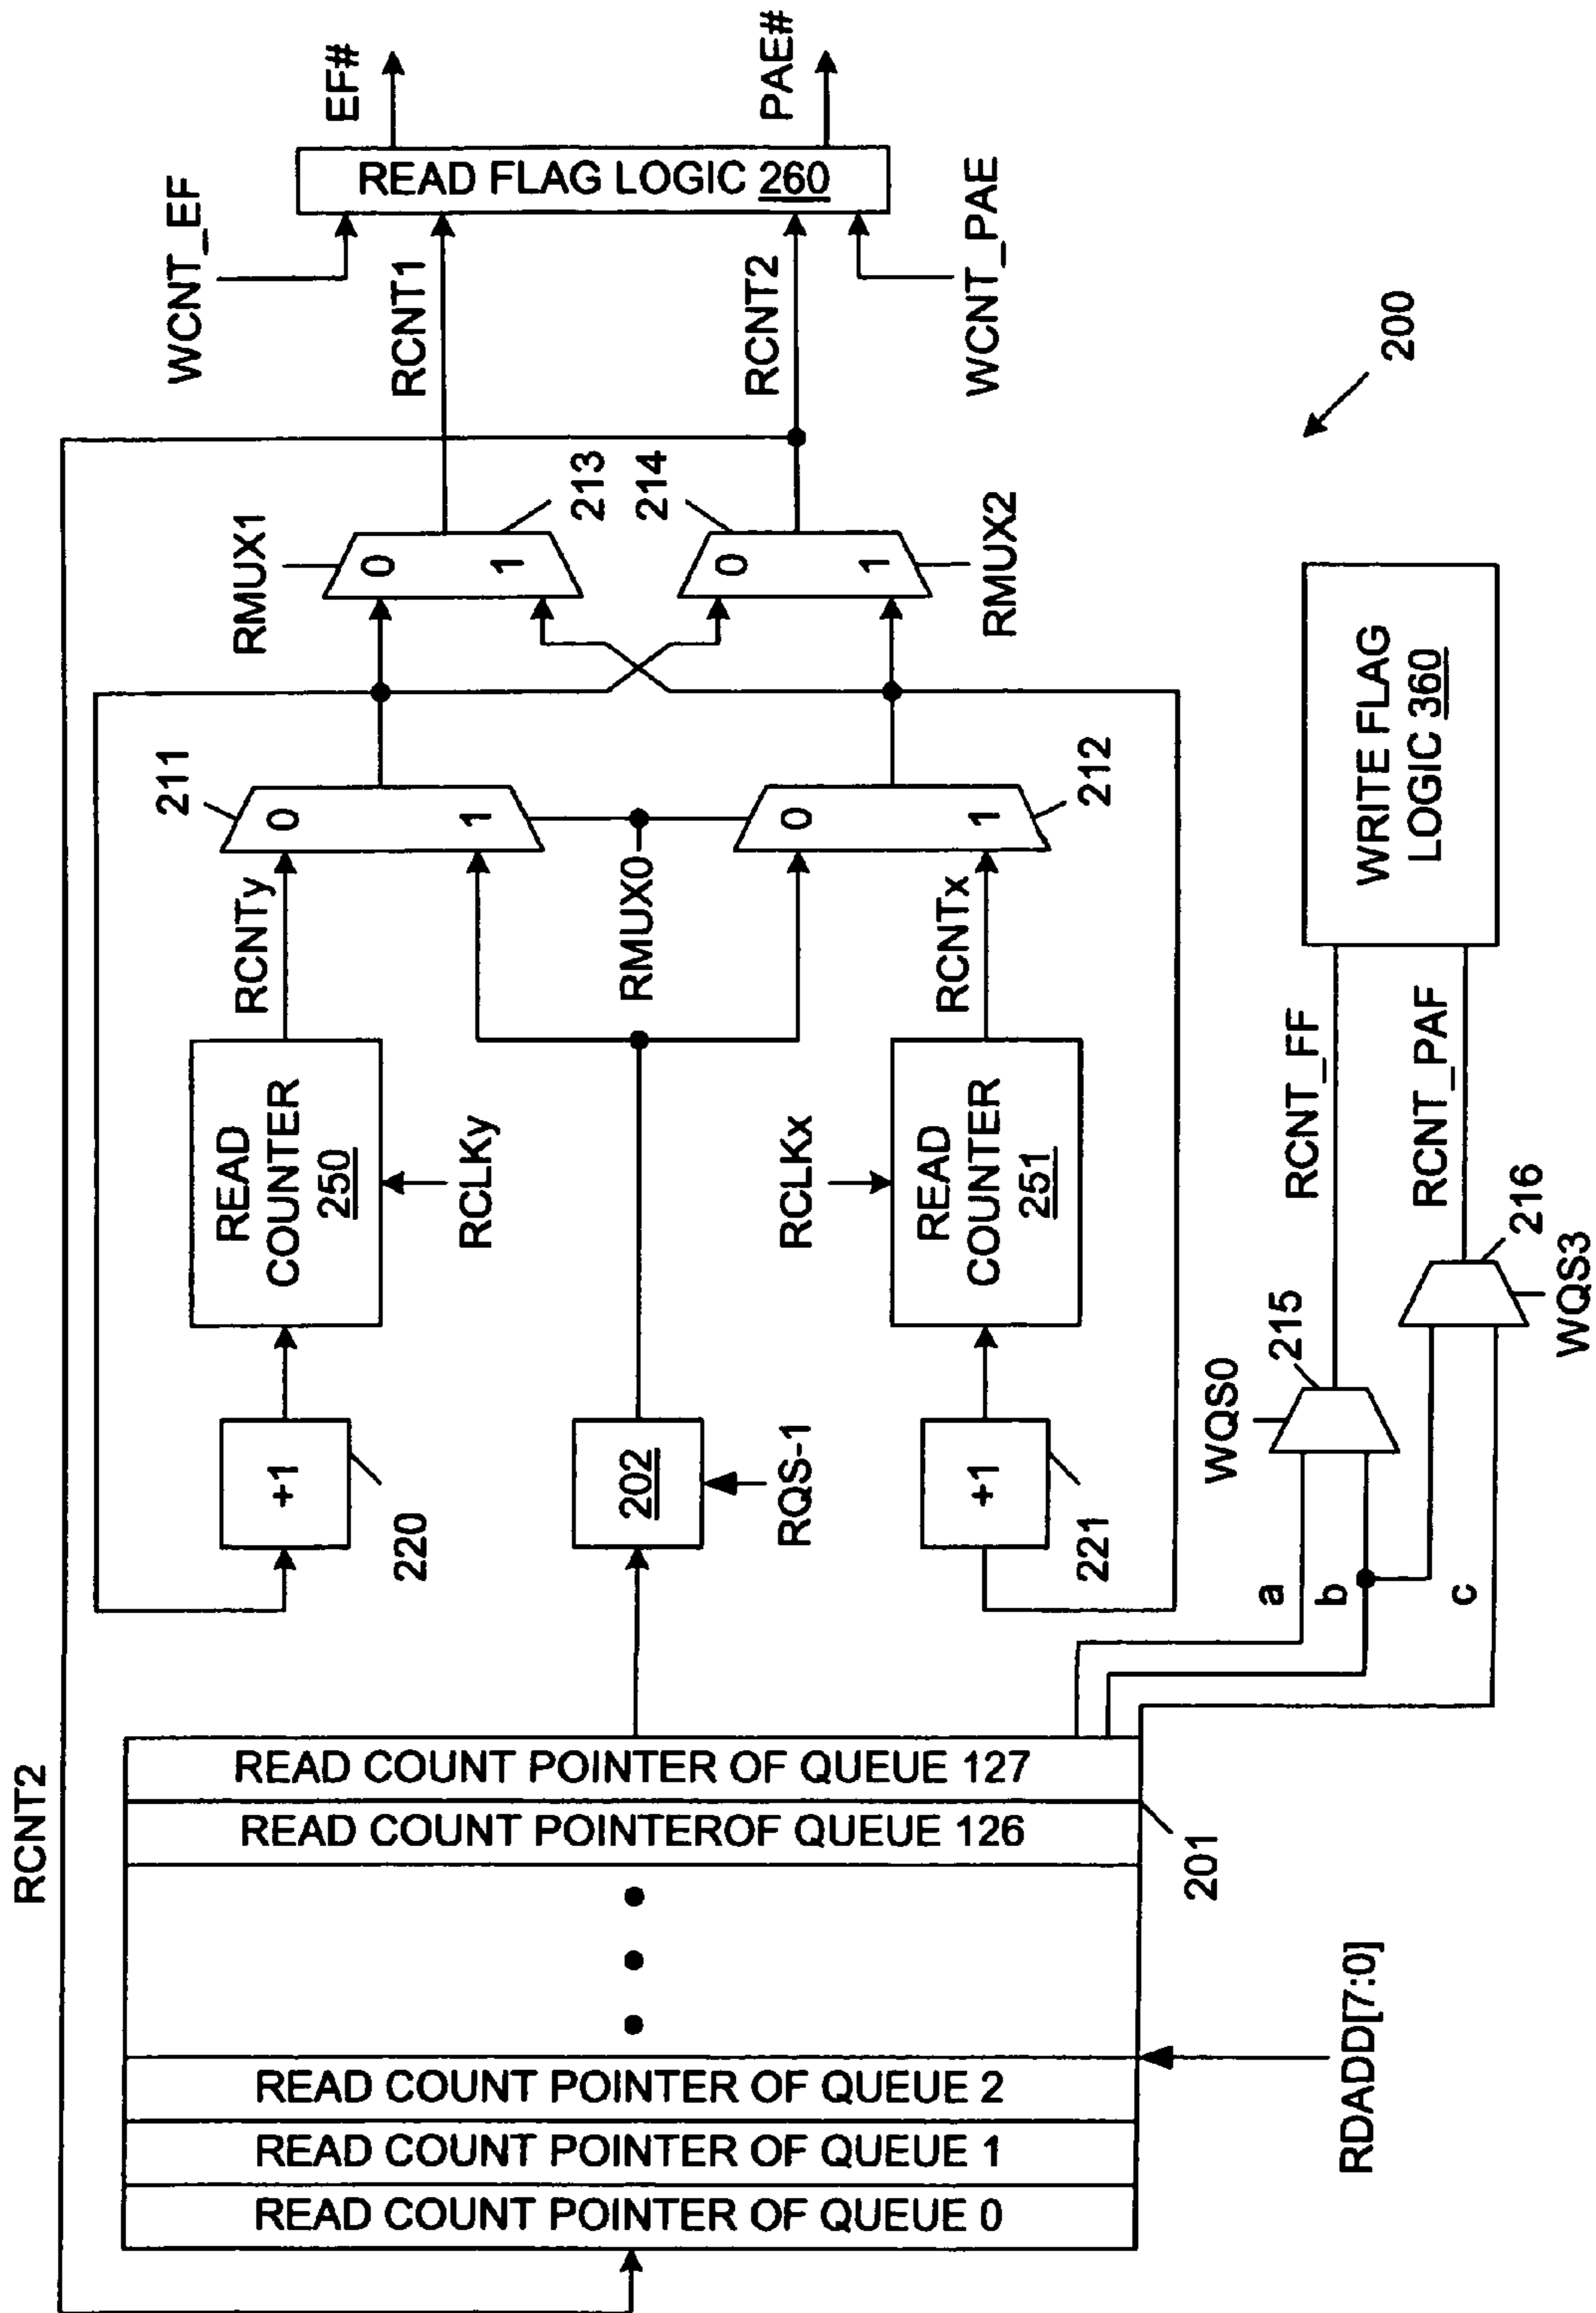 RCNT2
READ COUNT POINTER OF QUEUE 0
READ COUNT POINTER OF QUEUE 1
READ COUNT POINTER OF QUEUE 2
READ COUNT POINTEROF QUEUE 126
READ COUNT POINTER OF QUEUE 127
201
RDADD[7:0]
+1
220
202
RQS-1
+1
221
READ
COUNTER
250
RCLKy
RCLKx
READ
COUNTER
251
RCNTy
RMUX0
RCNTx
211
0
1
0
1
212
RMUX1
0
1
213
214
0
1
RMUX2
WCNT_EF
RCNT1
RCNT2
WCNT_PAE
READ FLAG LOGIC 260
EF#
PAE#
a
b
c
WQS0
215
216
WQS3
RCNT_FF
RCNT_PAF
WRITE FLAG
LOGIC 360
200